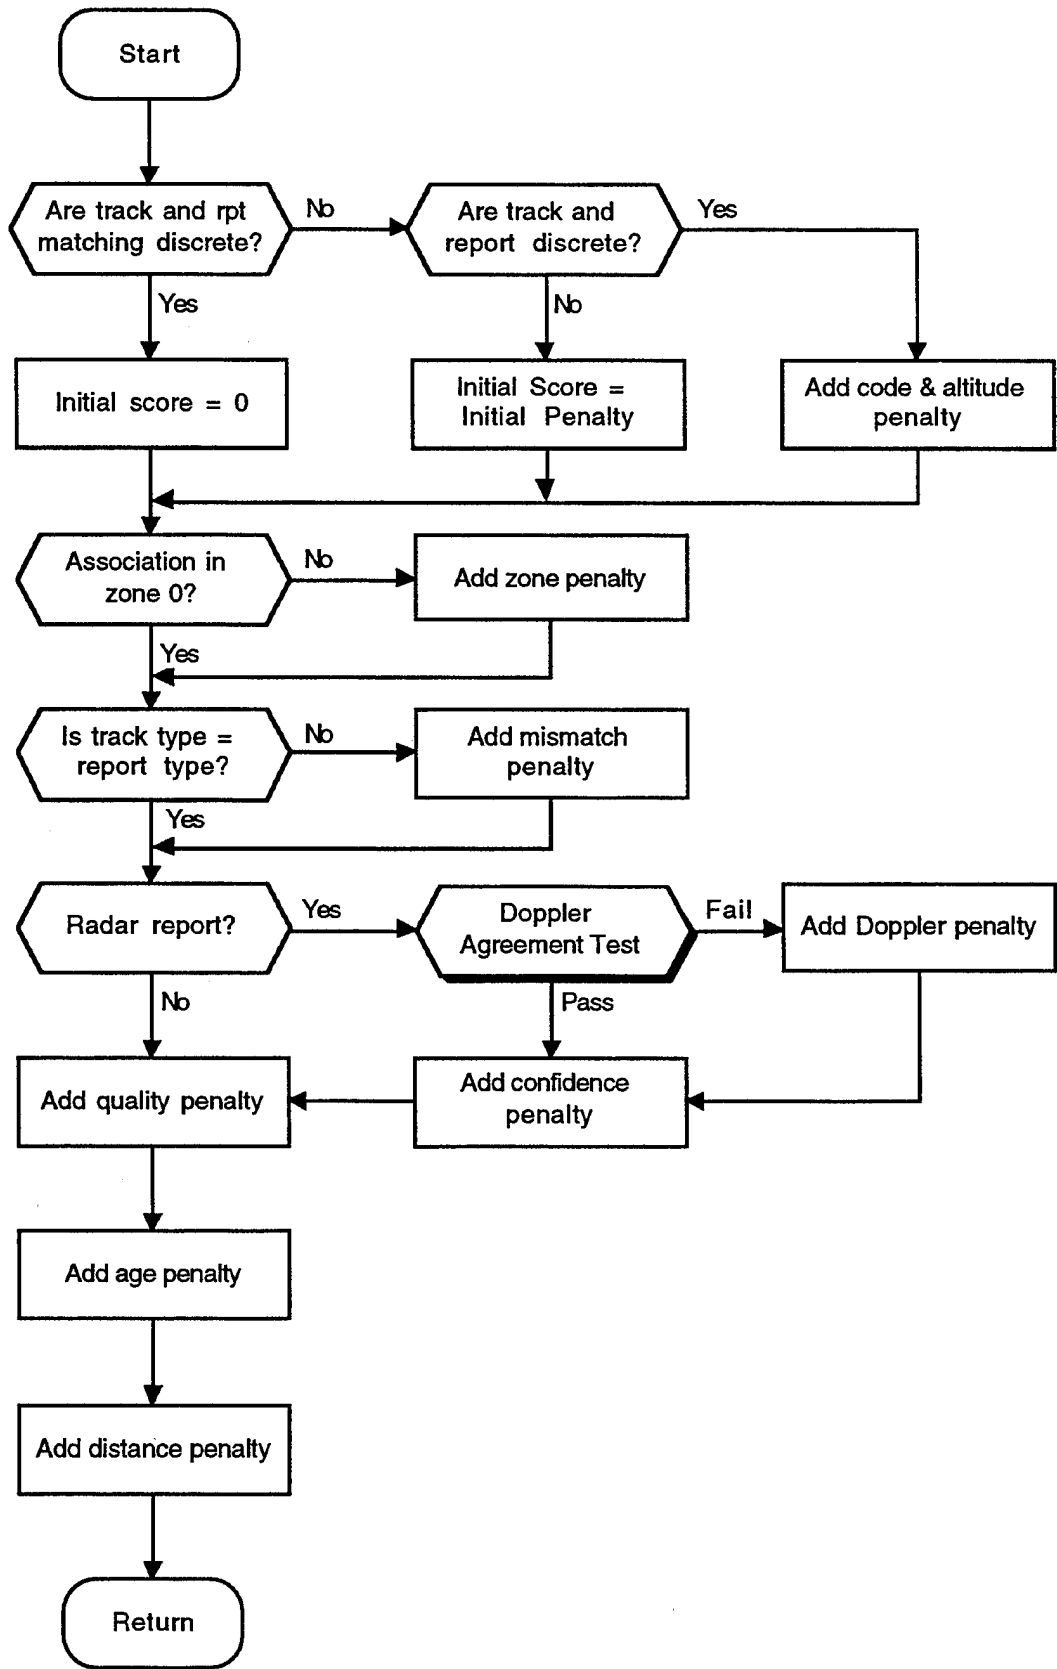 Start
Are track and rpt
matching discrete?
No
Are track and
report discrete?
Yes
Yes
No
Initial score = 0
Initial Score =
Initial Penalty
Add code & altitude
penalty
Association in
zone 0?
No
Add zone penalty
Yes
Is track type =
report type?
No
Add mismatch
penalty
Yes
Radar report?
Yes
Doppler
Agreement Test
Fail
Add Doppler penalty
No
Pass
Add quality penalty
Add confidence
penalty
Add age penalty
Add distance penalty
Return